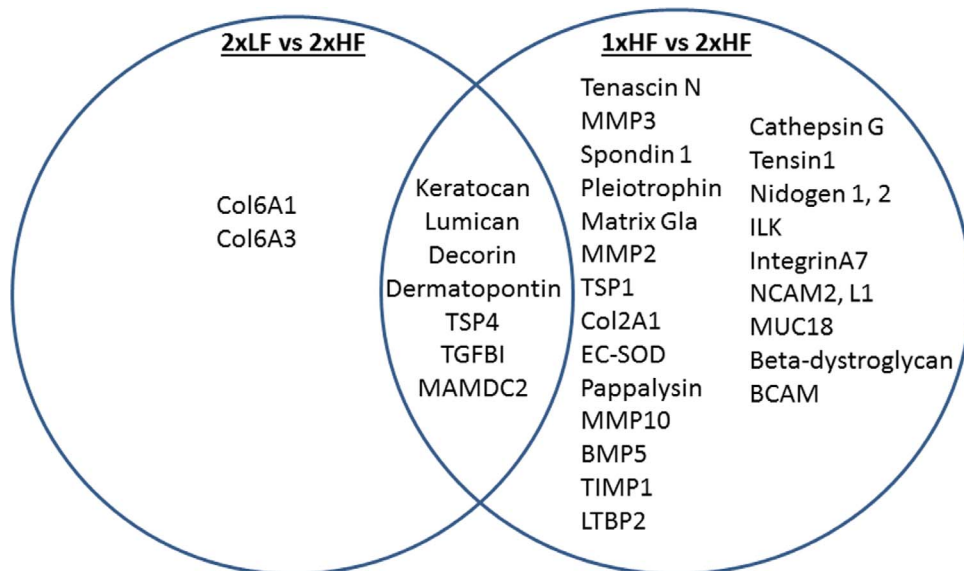 2xLF vs 2xHF
Col6A1
Col6A3
Keratocan
Lumican
Decorin
Dermatopontin
TSP4
TGFBI
MAMDC2
1xHF vs 2xHF
Tenascin N
MMP3
Spondin 1
Pleiotrophin
Matrix Gla
MMP2
TSP1
Col2A1
EC-SOD
Pappalysin
MMP10
BMP5
TIMP1
LTBP2
Cathepsin G
Tensin1
Nidogen 1, 2
ILK
IntegrinA7
NCAM2, L1
MUC18
Beta-dystroglycan
BCAM